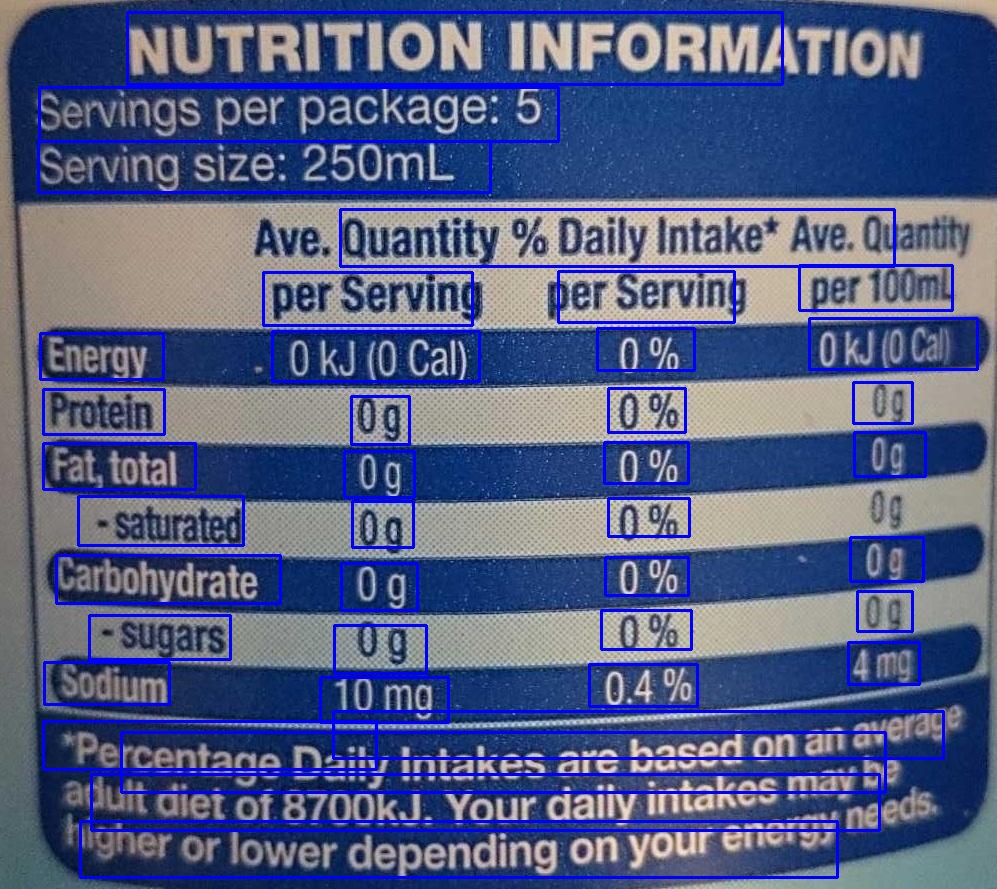 NUTRITION INFORMATION
Servings per package: 5
Serving size: 250mL
Ave. Quantity % Daily Intake* Ave. Quantity
per Serving per Serving per 100mL
Energy 0 kJ (0 Cal) 0 % 0 kJ (0 Cal)
Protein 0 g 0 % 0 g
Fat, total 0 g 0 % 0 g
- saturated 0 g 0 % 0 g
Carbohydrate 0 g 0 % 0 g
- sugars 0 g 0 % 0 g
Sodium 10 mg 0.4 % 4 mg
*Percentage Daily Intakes are based on an average
adult diet of 8700kJ. Your daily intakes may be
higher or lower depending on your energy needs.